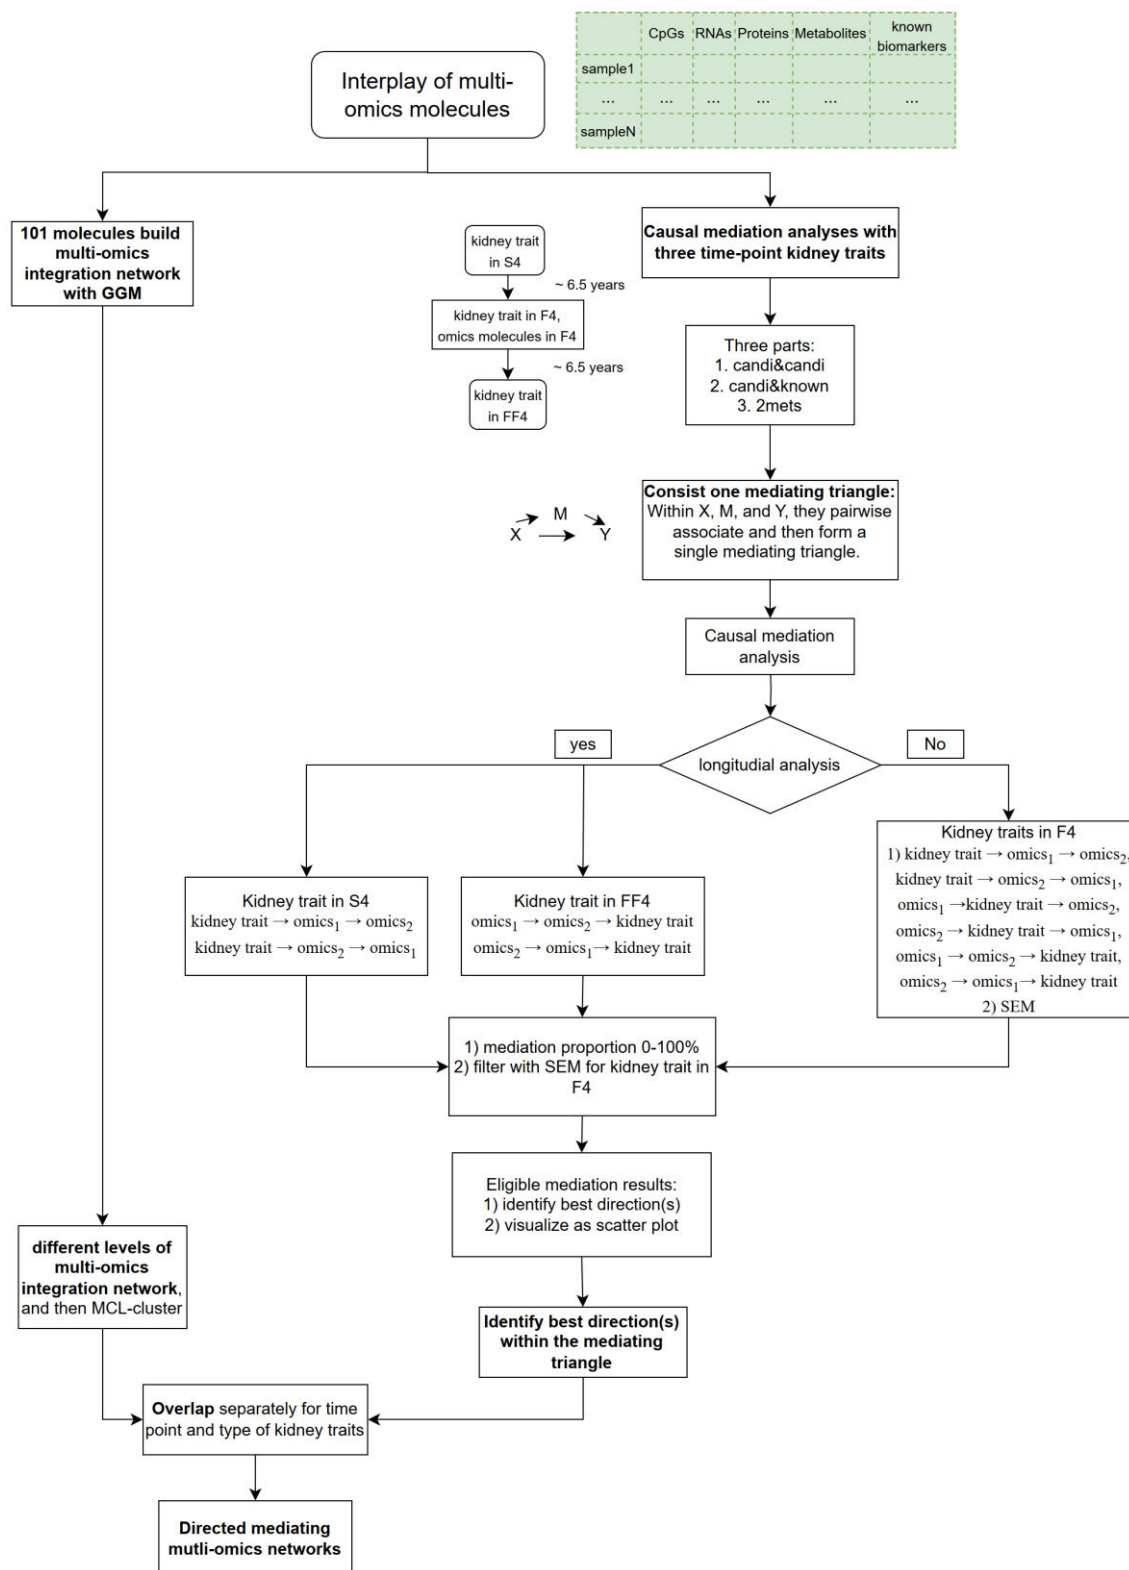 CpGs RNAs Proteins Metabolites known
biomarkers
sample1
... ... ... ... ... ...
sampleN
Interplay of multi-
omics molecules
101 molecules build
multi-omics
integration network
with GGM
kidney trait
in S4
~ 6.5 years
kidney trait in F4,
omics molecules in F4
~ 6.5 years
kidney trait
in FF4
Causal mediation analyses with
three time-point kidney traits
Three parts:
1. candi&candi
2. candi&known
3. 2mets
Consist one mediating triangle:
Within X, M, and Y, they pairwise
associate and then form a
single mediating triangle.
M
X → Y
Causal mediation
analysis
longitudial analysis
yes
No
Kidney trait in S4
kidney trait → omics1 → omics2
kidney trait → omics2 → omics1
Kidney trait in FF4
omics1 → omics2 → kidney trait
omics2 → omics1→ kidney trait
Kidney traits in F4
1) kidney trait → omics1 → omics2,
kidney trait → omics2 → omics1,
omics1 →kidney trait → omics2,
omics2 → kidney trait → omics1,
omics1 → omics2 → kidney trait,
omics2 → omics1→ kidney trait
2) SEM
1) mediation proportion 0-100%
2) filter with SEM for kidney trait in
F4
Eligible mediation results:
1) identify best direction(s)
2) visualize as scatter plot
different levels of
multi-omics
integration network,
and then MCL-cluster
Identify best direction(s)
within the mediating
triangle
Overlap separately for time
point and type of kidney traits
Directed mediating
mutli-omics networks